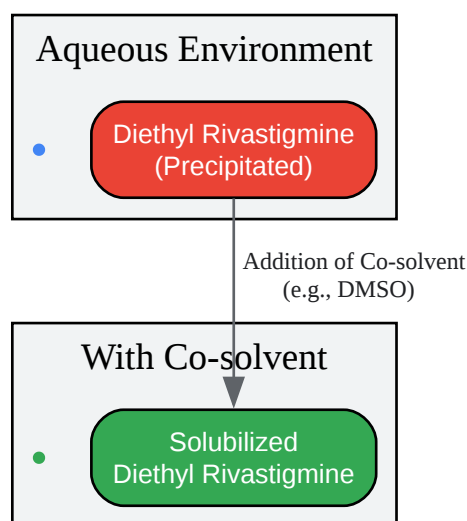 Aqueous Environment
Diethyl Rivastigmine
(Precipitated)
Addition of Co-solvent
(e.g., DMSO)
With Co-solvent
Solubilized
Diethyl Rivastigmine